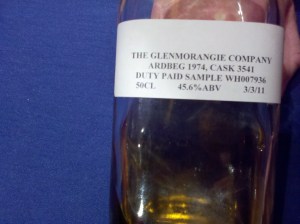 THE GLENMORANGIE COMPANY
ARDBEG 1974, CASK 3541
DUTY PAID SAMPLE WH007936
50CL 45.6%ABV 3/3/11